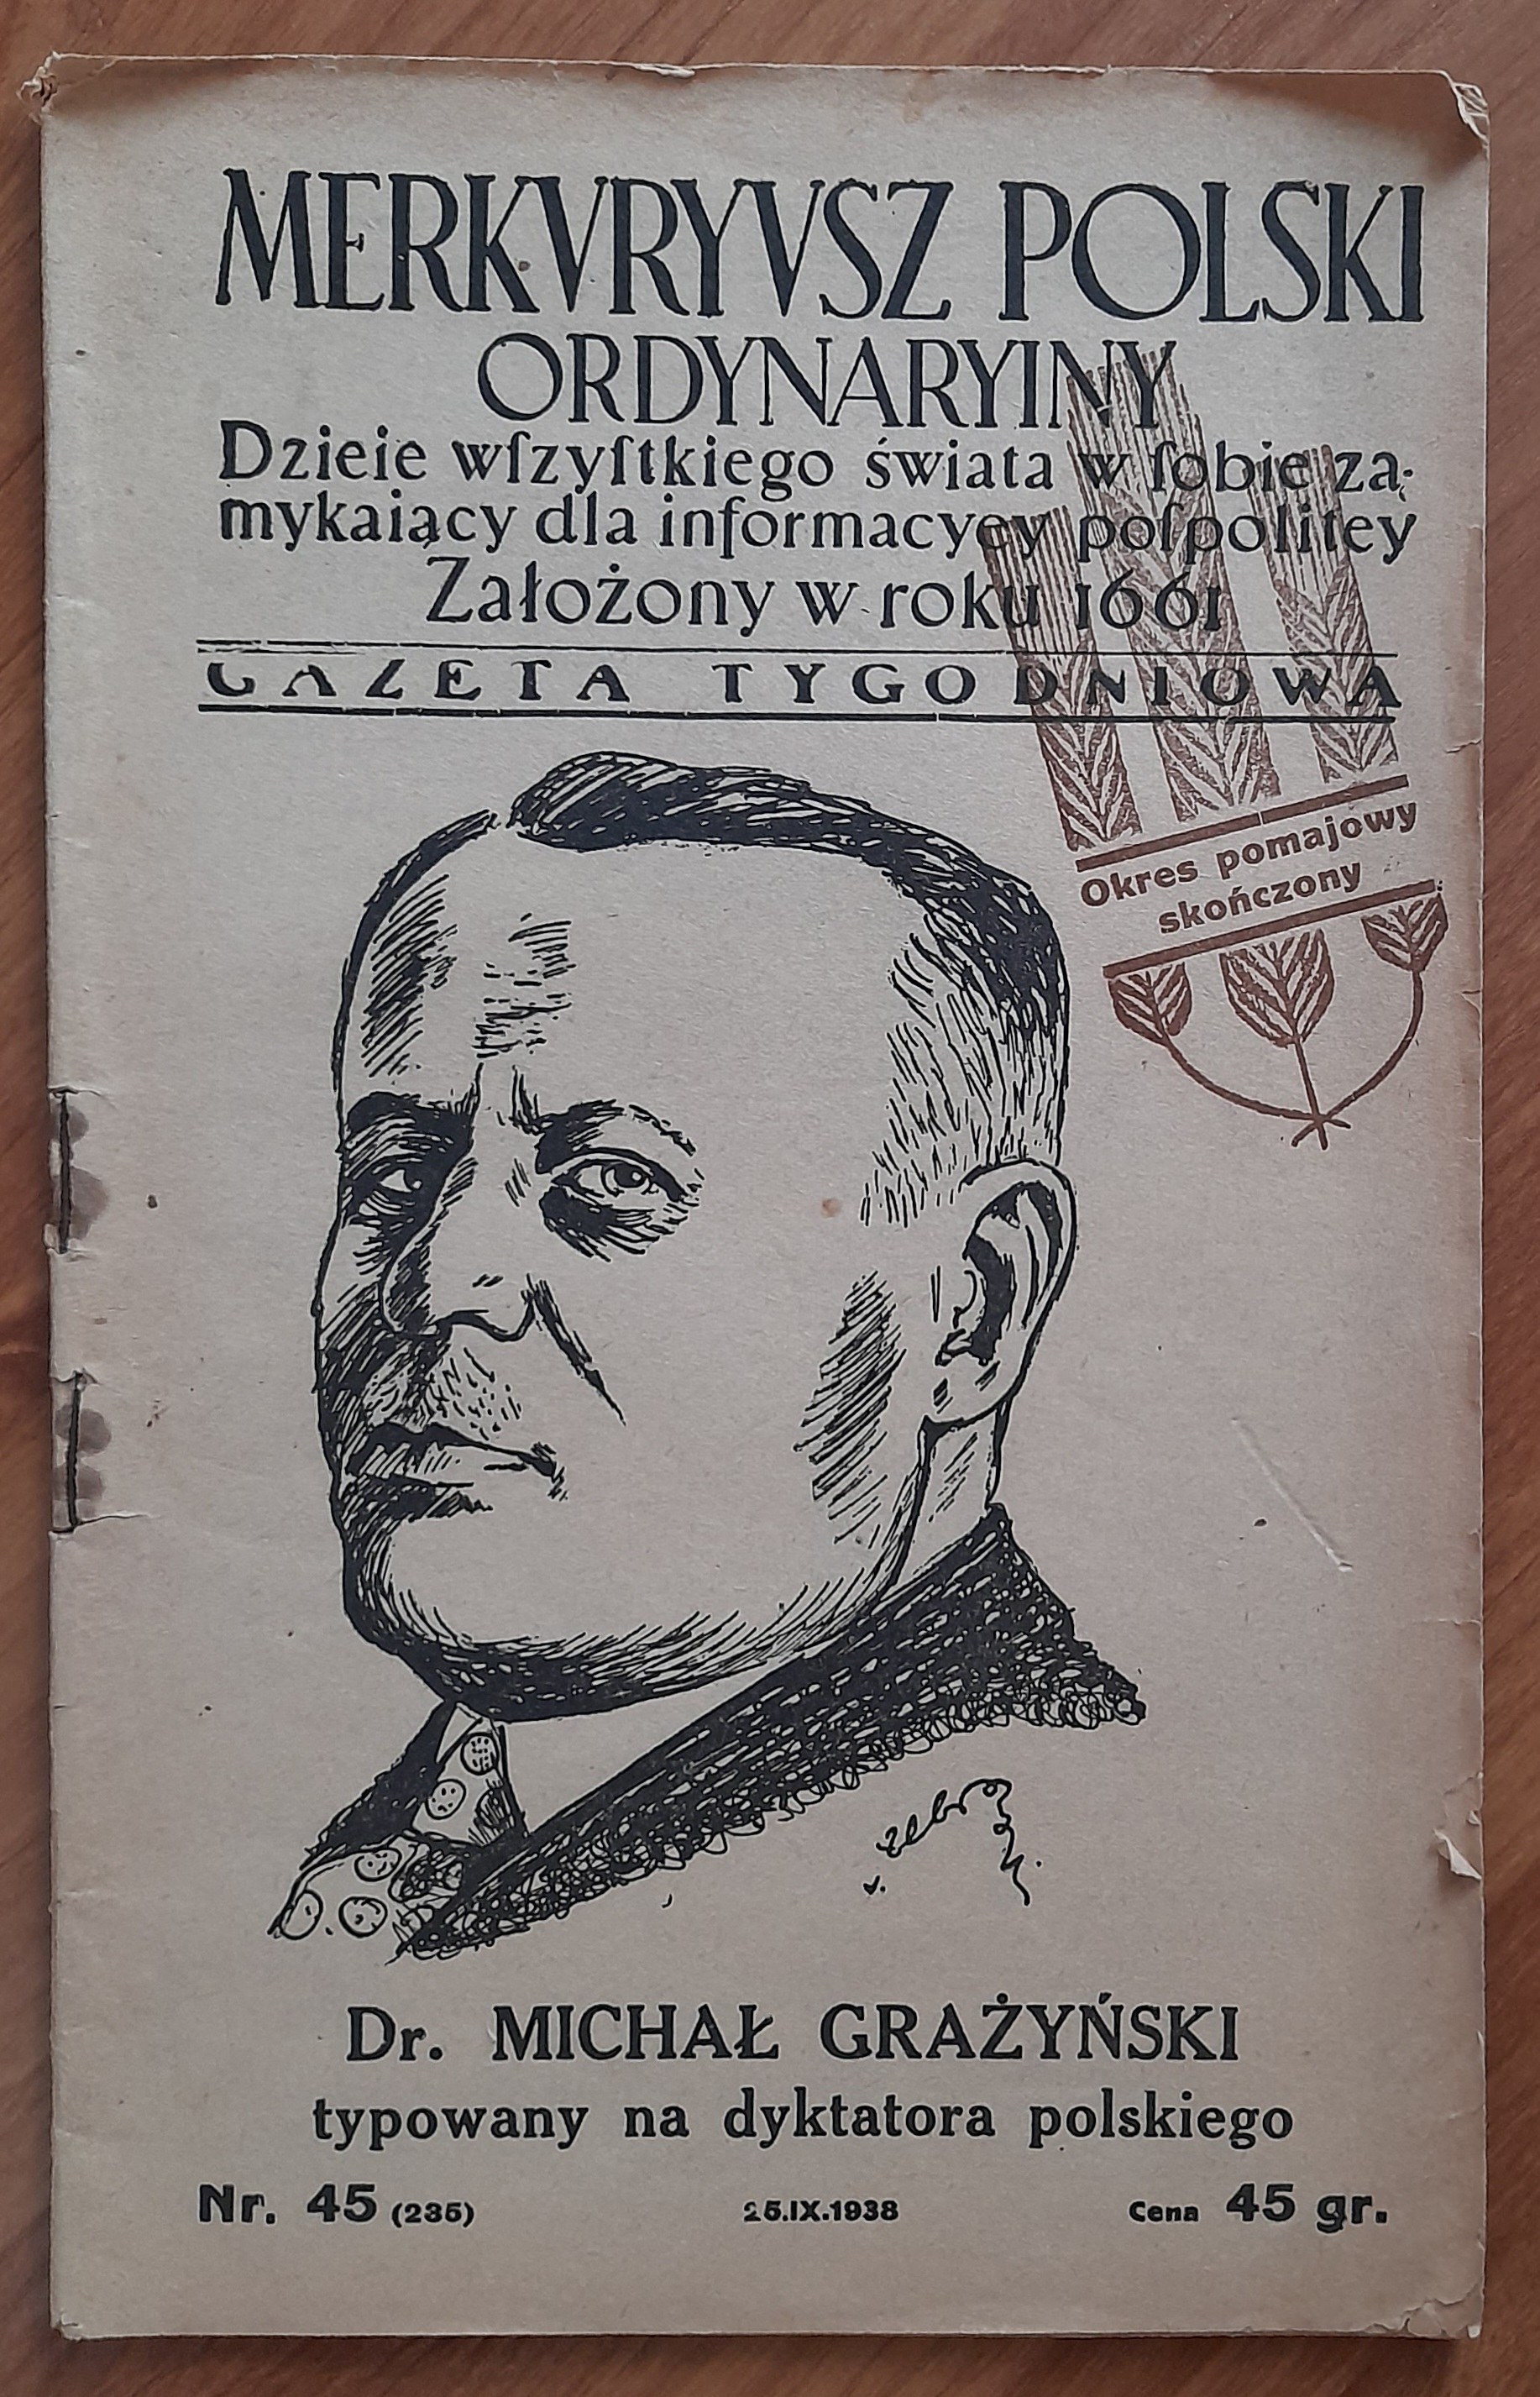 MERKVRYVSZ POLSKI
ORDYNARYINY
Dzieie wſzyſtkiego świata w ſobie za-
mykaiący dla informacyey poſpolitey
Założony w roku 1661
GAZETA TYGODNIOWA
Okres pomajowy
skończony
Dr. MICHAŁ GRAŻYŃSKI
typowany na dyktatora polskiego
Nr. 45 (235) 25.IX.1938 Cena 45 gr.